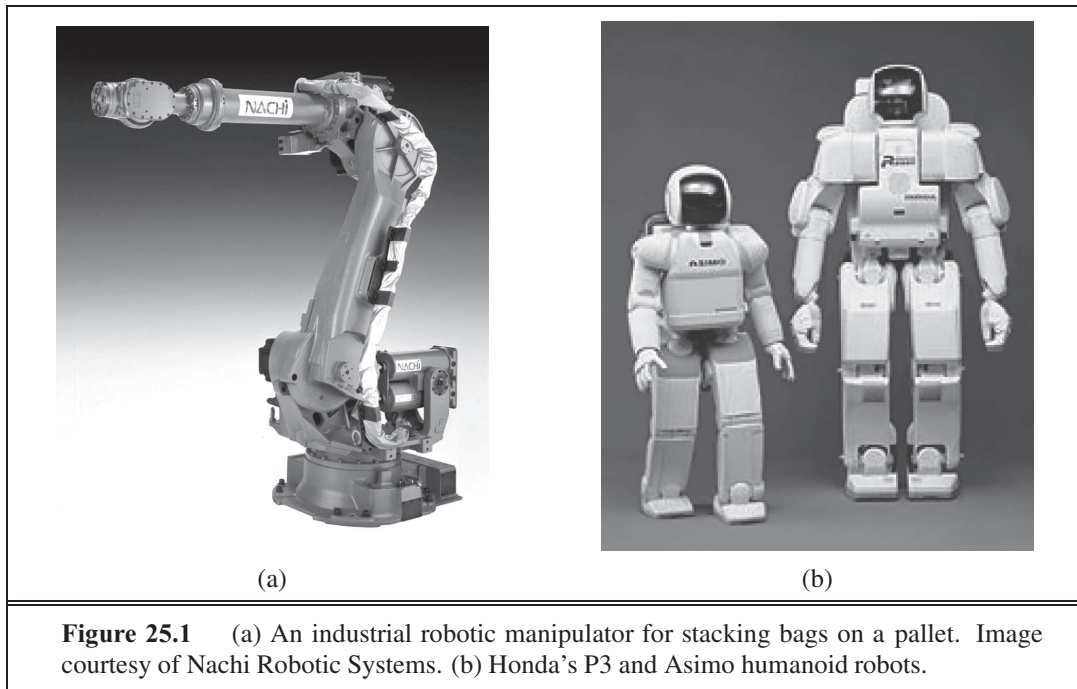 NACHi
NACHi
ASIMO
HONDA
(a)
(b)
Figure 25.1 (a) An industrial robotic manipulator for stacking bags on a pallet. Image
courtesy of Nachi Robotic Systems. (b) Honda’s P3 and Asimo humanoid robots.